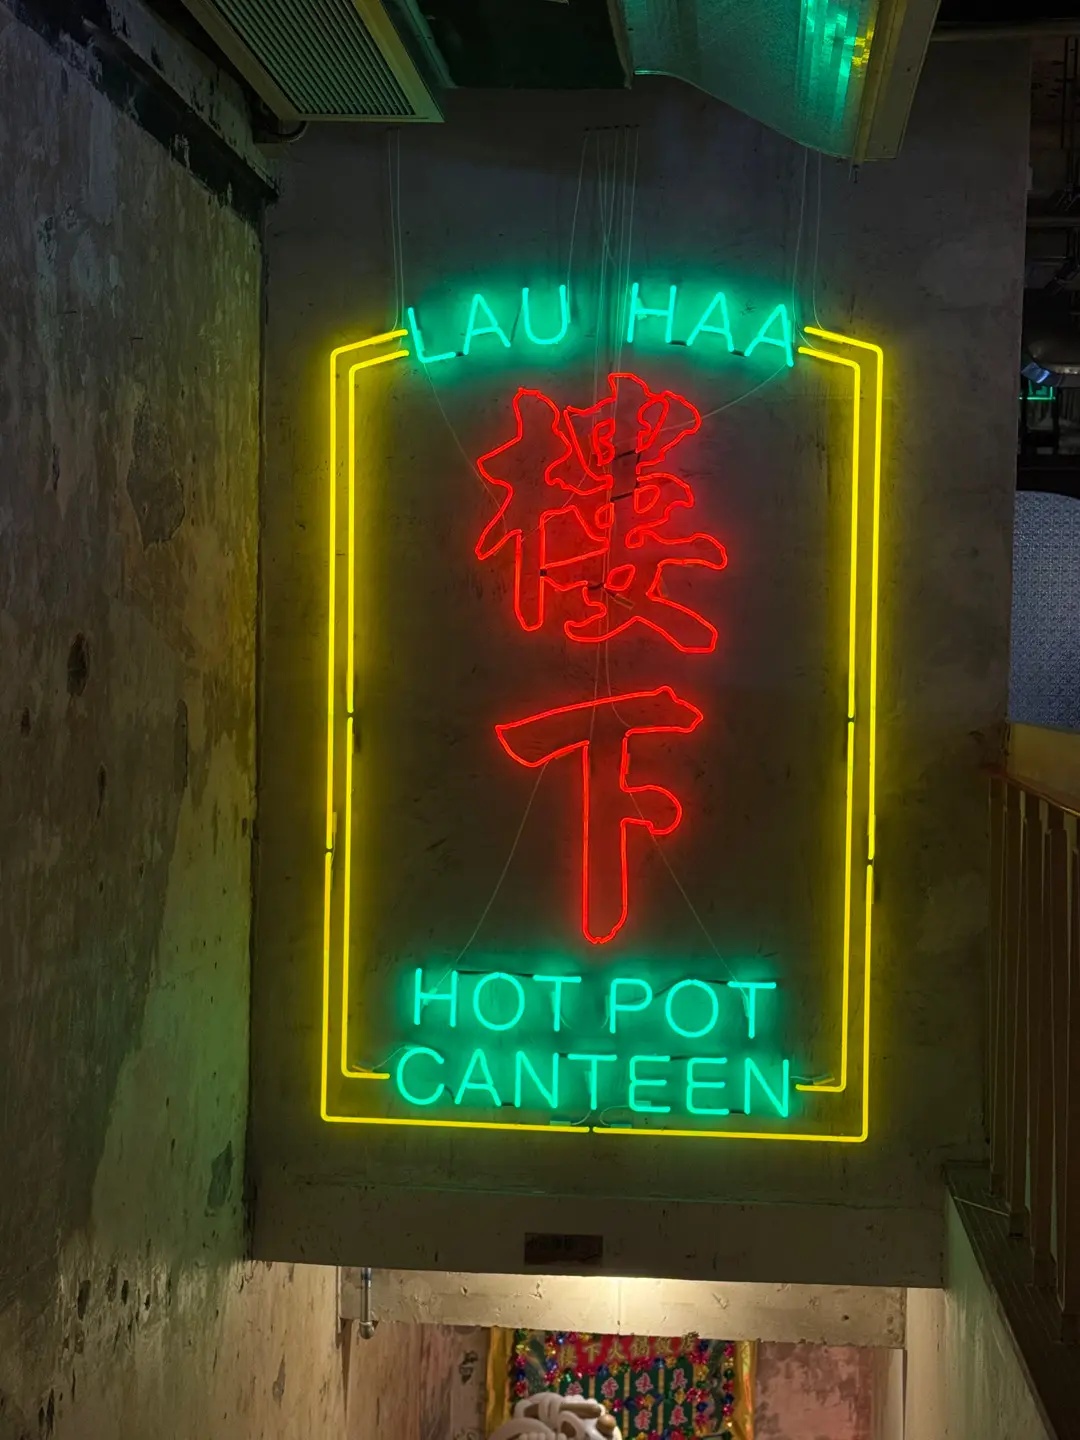 LAU HAA
樓
下
HOT POT
CANTEEN